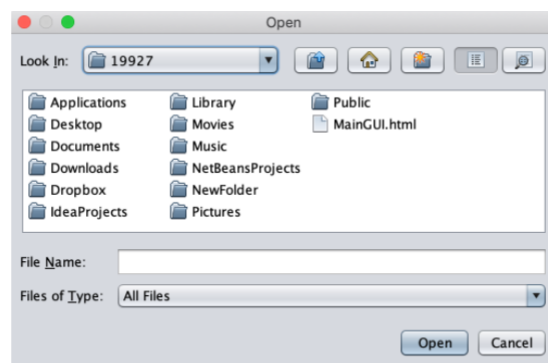 Open
Look In: 19927
Applications Library Public
Desktop Movies MainGUI.html
Documents Music
Downloads NetBeansProjects
Dropbox NewFolder
IdeaProjects Pictures
File Name:
Files of Type: All Files
Open Cancel